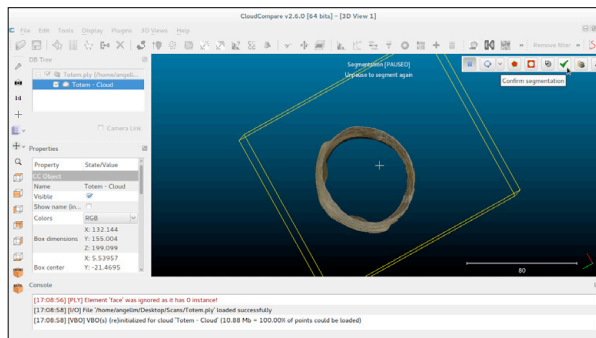 CloudCompare v2.6.0 [64 bits] - [3D View 1]
File Edit Tools Display Plugins 3D Views Help
Remove filter
DB Tree
Totem.ply (/home/angeli...
Totem - Cloud
Camera Link
Properties
Property State/Value
CC Object
Name Totem - Cloud
Visible
Show name (in...
Colors RGB
X: 132.144
Box dimensions Y: 155.004
Z: 199.099
X: 5.53957
Box center Y: -21.4695
Segmentation [PAUSED]
Unpause to segment again
Confirm segmentation
80
Console
[17:08:56] [PLY] Element 'face' was ignored as it has 0 instance!
[17:08:58] [I/O] File '/home/angelim/Desktop/Scans/Totem.ply' loaded successfully
[17:08:58] [VBO] VBO(s) (re)initialized for cloud 'Totem - Cloud' (10.88 Mb = 100.00% of points could be loaded)